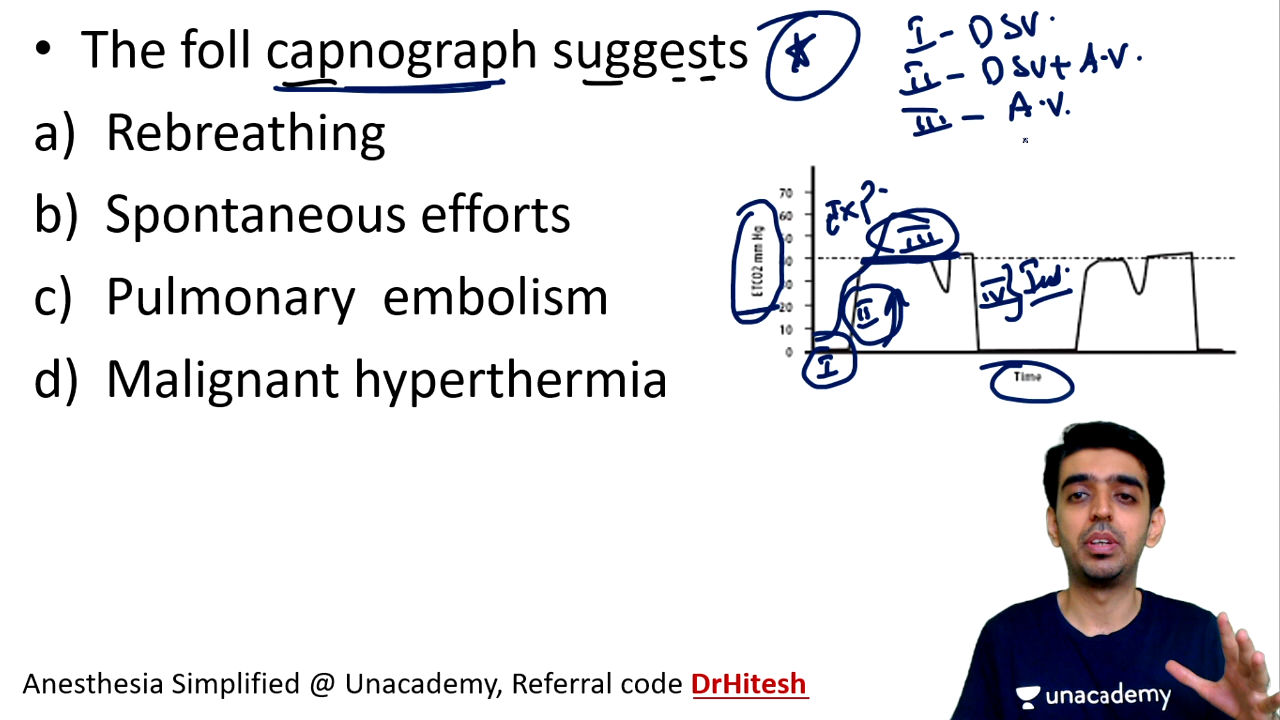 • The foll capnograph suggests
a) Rebreathing
b) Spontaneous efforts
c) Pulmonary embolism
d) Malignant hyperthermia
I - DSV.
II - DSV + A.V.
III - A.V.
ETCO2 mm Hg
70
60
50
40
30
20
10
0
Exp
III
II
I
IV
Ins.
Time
unacademy
Anesthesia Simplified @ Unacademy, Referral code DrHitesh